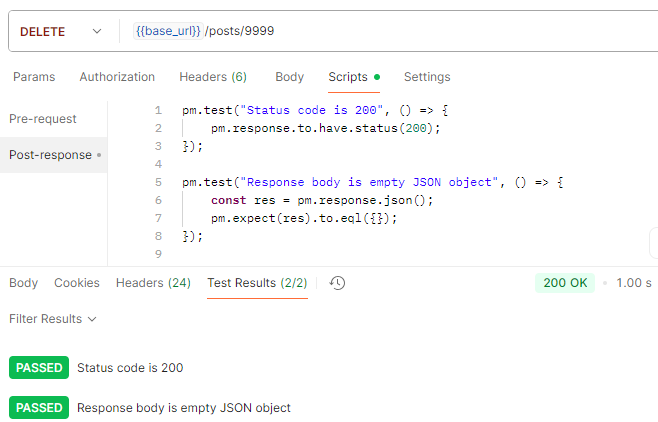 DELETE {{base_url}}/posts/9999
Params Authorization Headers (6) Body Scripts Settings
Pre-request
Post-response
1 pm.test("Status code is 200", () => {
2 pm.response.to.have.status(200);
3 });
4
5 pm.test("Response body is empty JSON object", () => {
6 const res = pm.response.json();
7 pm.expect(res).to.eql({});
8 });
9
Body Cookies Headers (24) Test Results (2/2) 200 OK 1.00 s
Filter Results
PASSED Status code is 200
PASSED Response body is empty JSON object